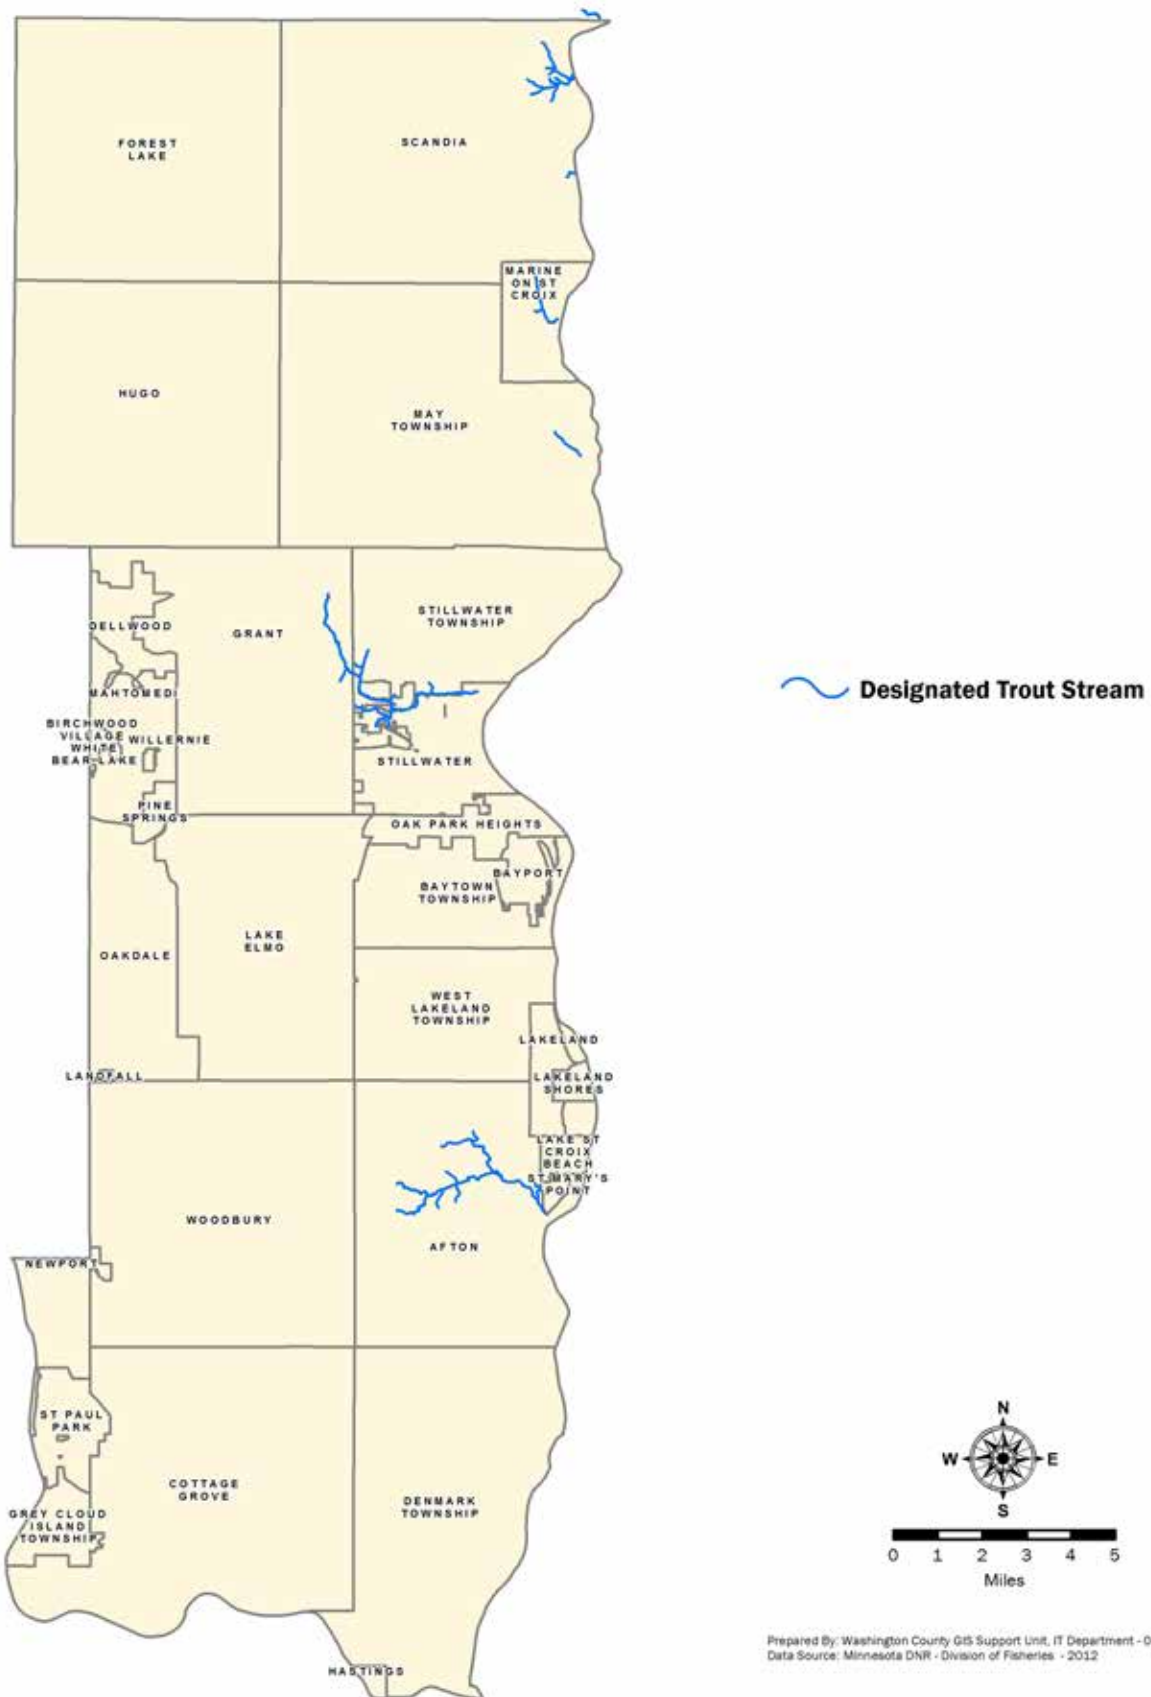 FOREST
LAKE
SCANDIA
MARINE
ON ST
CROIX
HUGO
MAY
TOWNSHIP
STILLWATER
TOWNSHIP
DELLWOOD
GRANT
MAHTOMEDI
BIRCHWOOD
VILLAGE
WHITE
BEAR LAKE
WILLERNIE
STILLWATER
Designated Trout Stream
PINE
SPRINGS
OAK PARK HEIGHTS
BAYPORT
BAYTOWN
TOWNSHIP
LAKE
ELMO
OAKDALE
WEST
LAKELAND
TOWNSHIP
LAKELAND
LANDFALL
LAKELAND
SHORES
LAKE ST
CROIX
BEACH
ST MARY'S
POINT
WOODBURY
AFTON
NEWPORT
ST PAUL
PARK
COTTAGE
GROVE
DENMARK
TOWNSHIP
GREY CLOUD
ISLAND
TOWNSHIP
HASTINGS
N
W E
S
0 1 2 3 4 5
Miles
Prepared By: Washington County GIS Support Unit, IT Department - 0
Data Source: Minnesota DNR - Division of Fisheries - 2012